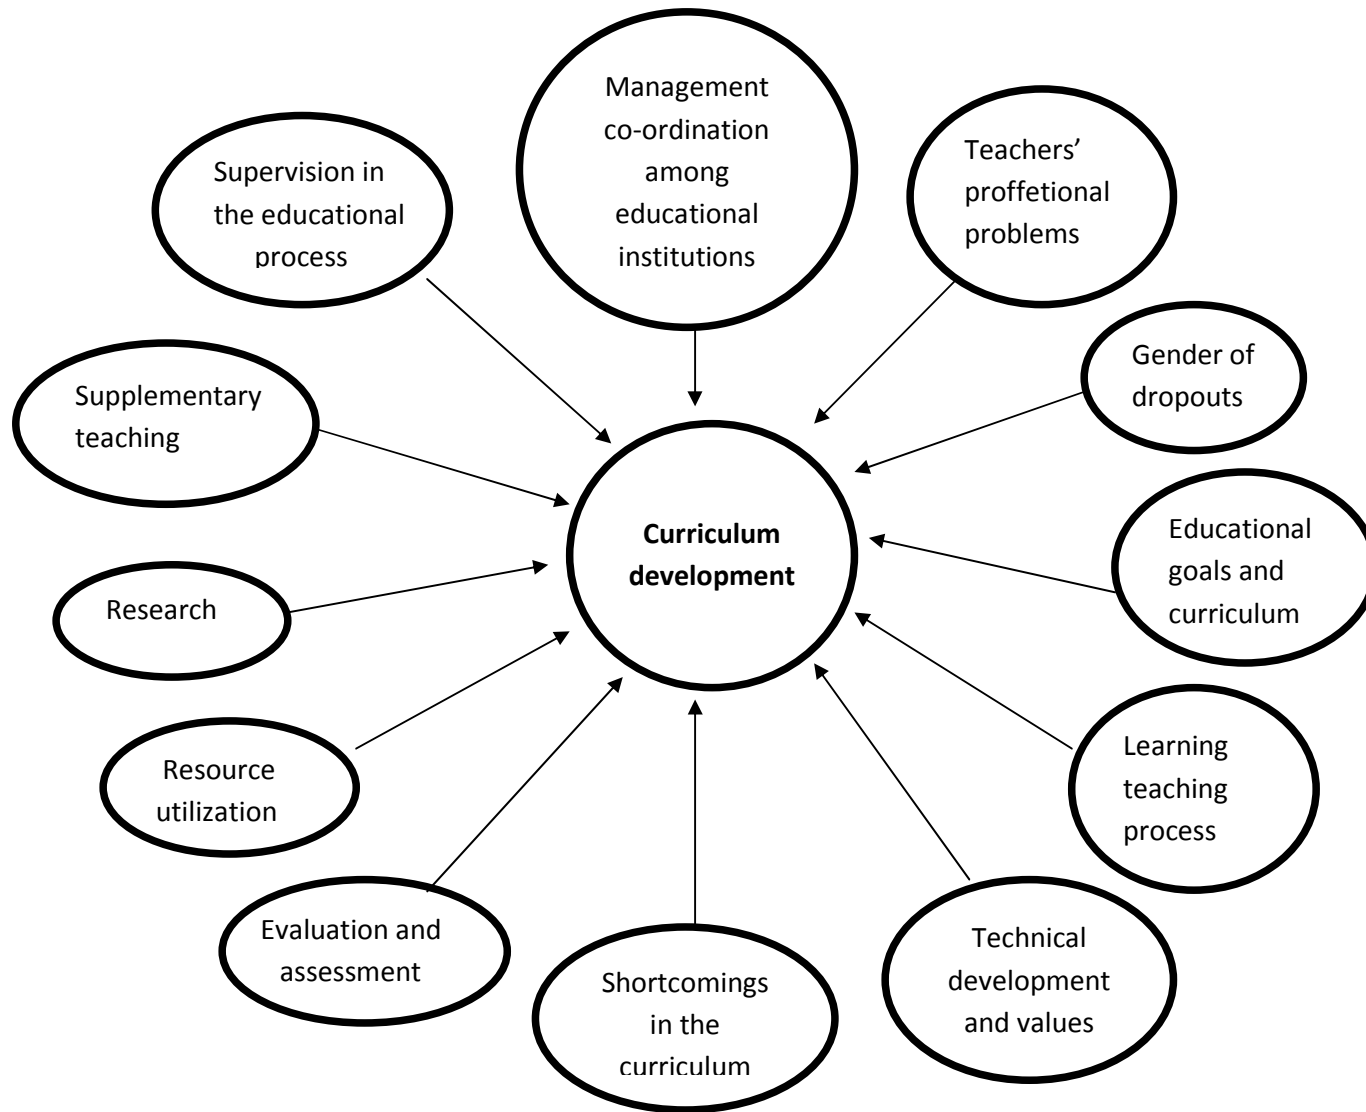 Management
co-ordination
among
educational
institutions
Teachers’
proffetional
problems
Supervision in
the educational
process
Gender of
dropouts
Supplementary
teaching
Curriculum
development
Educational
goals and
curriculum
Research
Learning
teaching
process
Resource
utilization
Evaluation and
assessment
Technical
development
and values
Shortcomings
in the
curriculum